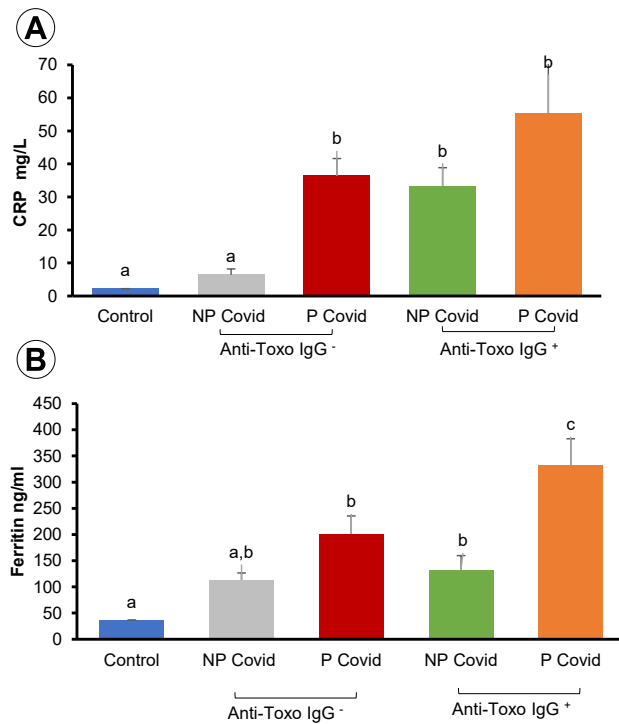 A
70
60
50
40
30
20
10
0
CRP mg/L
a
a
b
b
b
Control NP Covid P Covid NP Covid P Covid
Anti-Toxo IgG - Anti-Toxo IgG +
B
450
400
350
300
250
200
150
100
50
0
Ferritin ng/ml
a
a,b
b
b
c
Control NP Covid P Covid NP Covid P Covid
Anti-Toxo IgG - Anti-Toxo IgG +